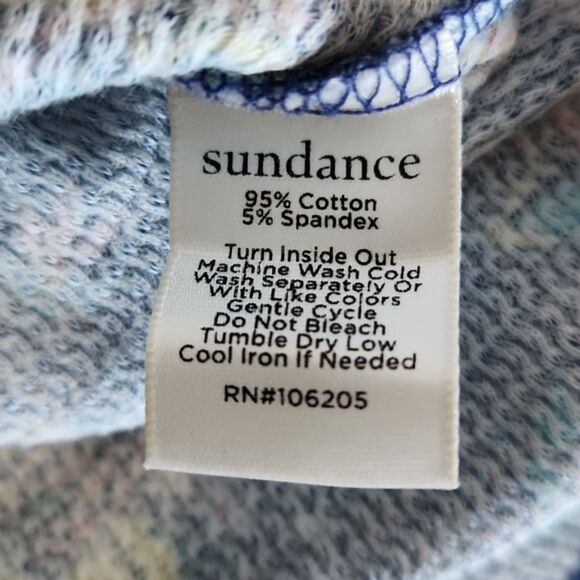 sundance
95% Cotton
5% Spandex
Turn Inside Out
Machine Wash Cold
Wash Separately Or
With Like Colors
Gentle Cycle
Do Not Bleach
Tumble Dry Low
Cool Iron If Needed
RN#106205